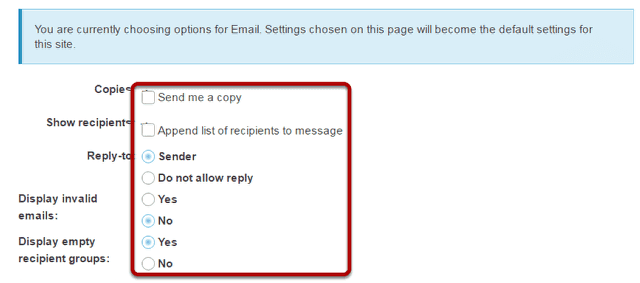 You are currently choosing options for Email. Settings chosen on this page will become the default settings for
this site.
Copies
Send me a copy
Show recipients
Append list of recipients to message
Reply-to:
Sender
Do not allow reply
Display invalid
emails:
Yes
No
Display empty
recipient groups:
Yes
No